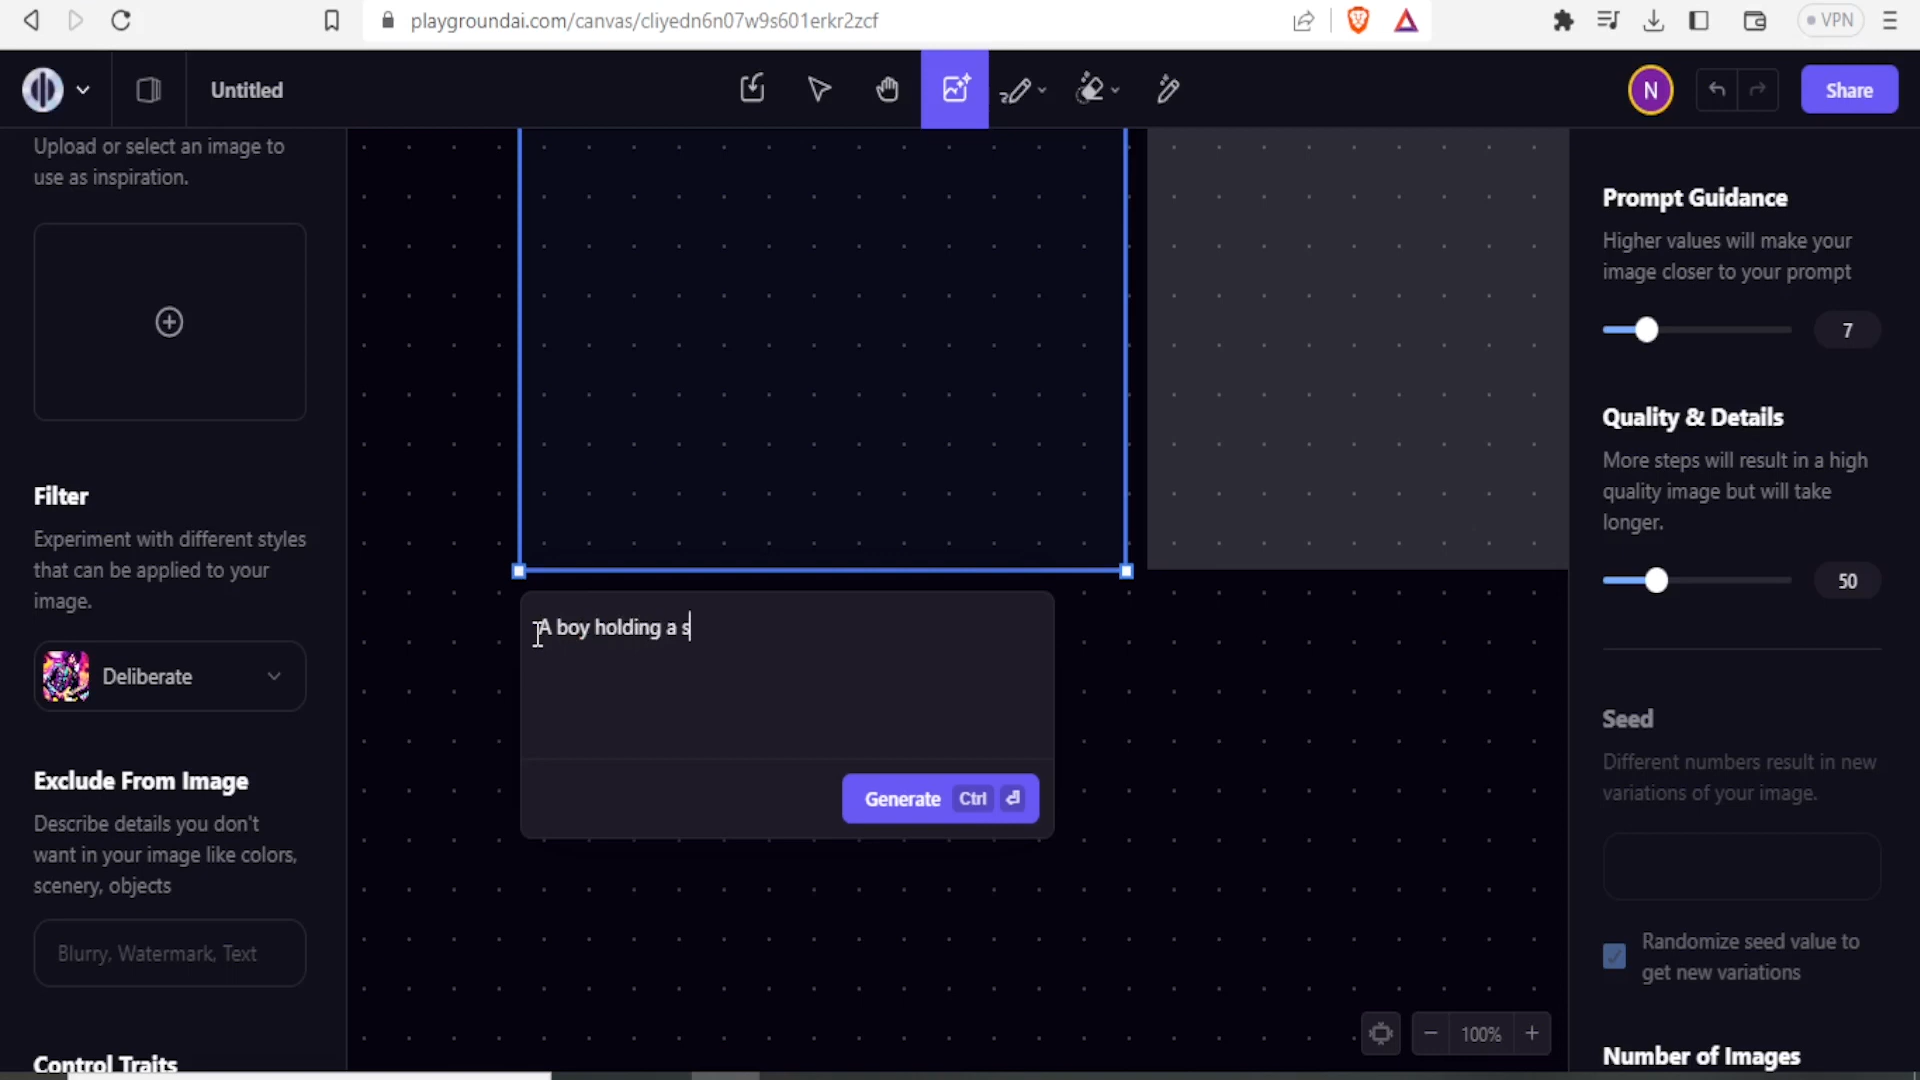 playgroundai.com/canvas/cliyedn6n07w9s601erkr2zcf
VPN
Untitled
N
Share
Upload or select an image to
use as inspiration.
Filter
Experiment with different styles
that can be applied to your
image.
Deliberate
Exclude From Image
Describe details you don't
want in your image like colors,
scenery, objects
Blurry, Watermark, Text
Control Traits
A boy holding a s
Generate Ctrl
100%
Prompt Guidance
Higher values will make your
image closer to your prompt
7
Quality & Details
More steps will result in a high
quality image but will take
longer.
50
Seed
Different numbers result in new
variations of your image.
Randomize seed value to
get new variations
Number of Images